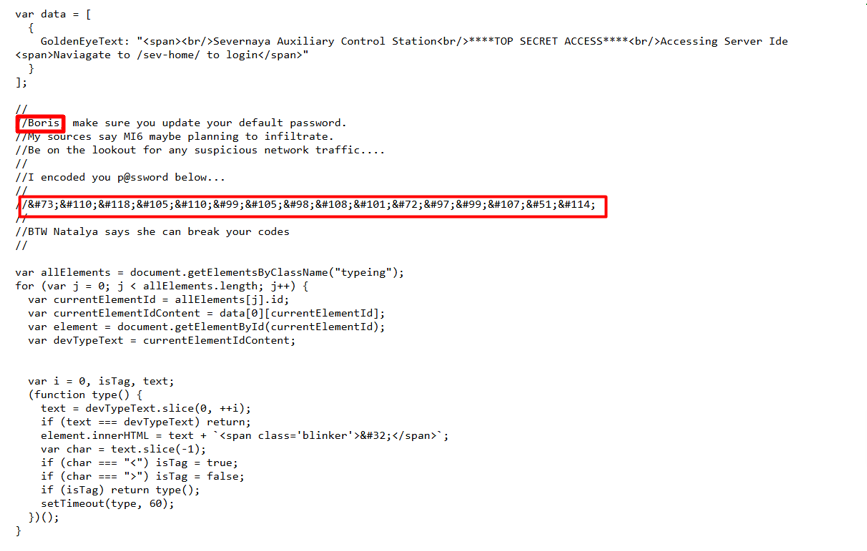 var data = [
  {
    GoldenEyeText: "<span><br/>Severnaya Auxiliary Control Station<br/>****TOP SECRET ACCESS****<br/>Accessing Server Ide
<span>Naviagate to /sev-home/ to login</span>"
  }
];

//
//Boris, make sure you update your default password.
//My sources say MI6 maybe planning to infiltrate.
//Be on the lookout for any suspicious network traffic....
//
//I encoded you p@ssword below...
//
//&#73;&#110;&#118;&#105;&#110;&#99;&#105;&#98;&#108;&#101;&#72;&#97;&#99;&#107;&#51;&#114;
//
//BTW Natalya says she can break your codes
//

var allElements = document.getElementsByClassName("typeing");
for (var j = 0; j < allElements.length; j++) {
  var currentElementId = allElements[j].id;
  var currentElementIdContent = data[0][currentElementId];
  var element = document.getElementById(currentElementId);
  var devTypeText = currentElementIdContent;


  var i = 0, isTag, text;
  (function type() {
    text = devTypeText.slice(0, ++i);
    if (text === devTypeText) return;
    element.innerHTML = text + `<span class='blinker'>&#32;</span>`;
    var char = text.slice(-1);
    if (char === "<") isTag = true;
    if (char === ">") isTag = false;
    if (isTag) return type();
    setTimeout(type, 60);
  })();
}